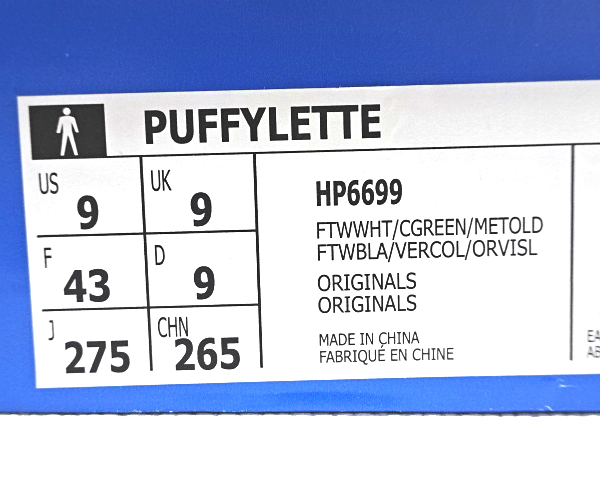 PUFFYLETTE
US 9 UK 9
F 43 D 9
J 275 CHN 265
HP6699
FTWWHT/CGREEN/METOLD
FTWBLA/VERCOL/ORVISL
ORIGINALS
ORIGINALS
MADE IN CHINA
FABRIQUÉ EN CHINE